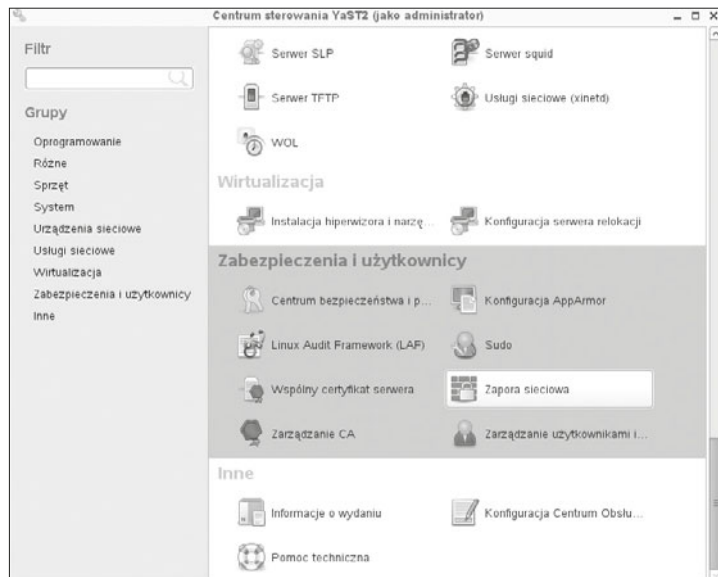 Centrum sterowania YaST2 (jako administrator)
Filtr
Grupy
Oprogramowanie
Różne
Sprzęt
System
Urządzenia sieciowe
Usługi sieciowe
Wirtualizacja
Zabezpieczenia i użytkownicy
Inne
Serwer SLP
Serwer squid
Serwer TFTP
Usługi sieciowe (xinetd)
WOL
Wirtualizacja
Instalacja hiperwizora i narzę...
Konfiguracja serwera relokacji
Zabezpieczenia i użytkownicy
Centrum bezpieczeństwa i p...
Konfiguracja AppArmor
Linux Audit Framework (LAF)
Sudo
Wspólny certyfikat serwera
Zapora sieciowa
Zarządzanie CA
Zarządzanie użytkownikami i...
Inne
Informacje o wydaniu
Konfiguracja Centrum Obsłu...
Pomoc techniczna